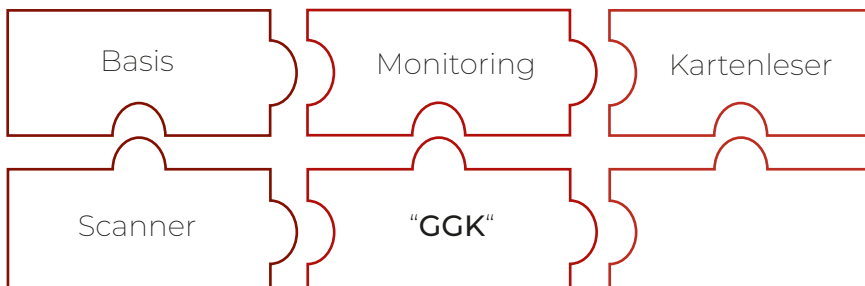 Basis
Monitoring
Kartenleser
Scanner
“GGK“